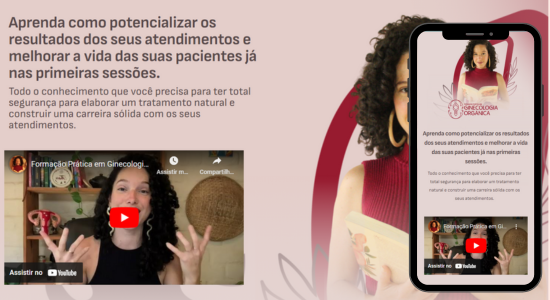 Aprenda como potencializar os
resultados dos seus atendimentos e
melhorar a vida das suas pacientes já
nas primeiras sessões.
Todo o conhecimento que você precisa para ter total
segurança para elaborar um tratamento natural e
construir uma carreira sólida com os seus
atendimentos.
Formação Prática em Ginecologi...
Assistir m...
Compartilh...
Assistir no YouTube
GINECOLOGIA
ORGÂNICA
Aprenda como potencializar os resultados
dos seus atendimentos e melhorar a vida
das suas pacientes já nas primeiras
sessões.
Todo o conhecimento que você precisa para ter
total segurança para elaborar um tratamento
natural e construir uma carreira sólida com os
seus atendimentos.
Formação Prática em Gi...
Assistir no YouTube